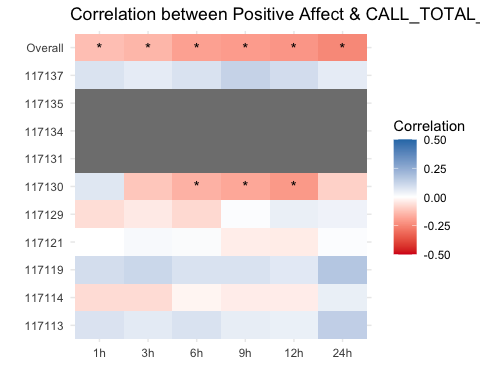 Correlation between Positive Affect & CALL_TOTAL_
Overall * * * * * *
117137
117135
117134
117131
117130 * * *
117129
117121
117119
117114
117113
1h 3h 6h 9h 12h 24h
Correlation
0.50
0.25
0.00
-0.25
-0.50